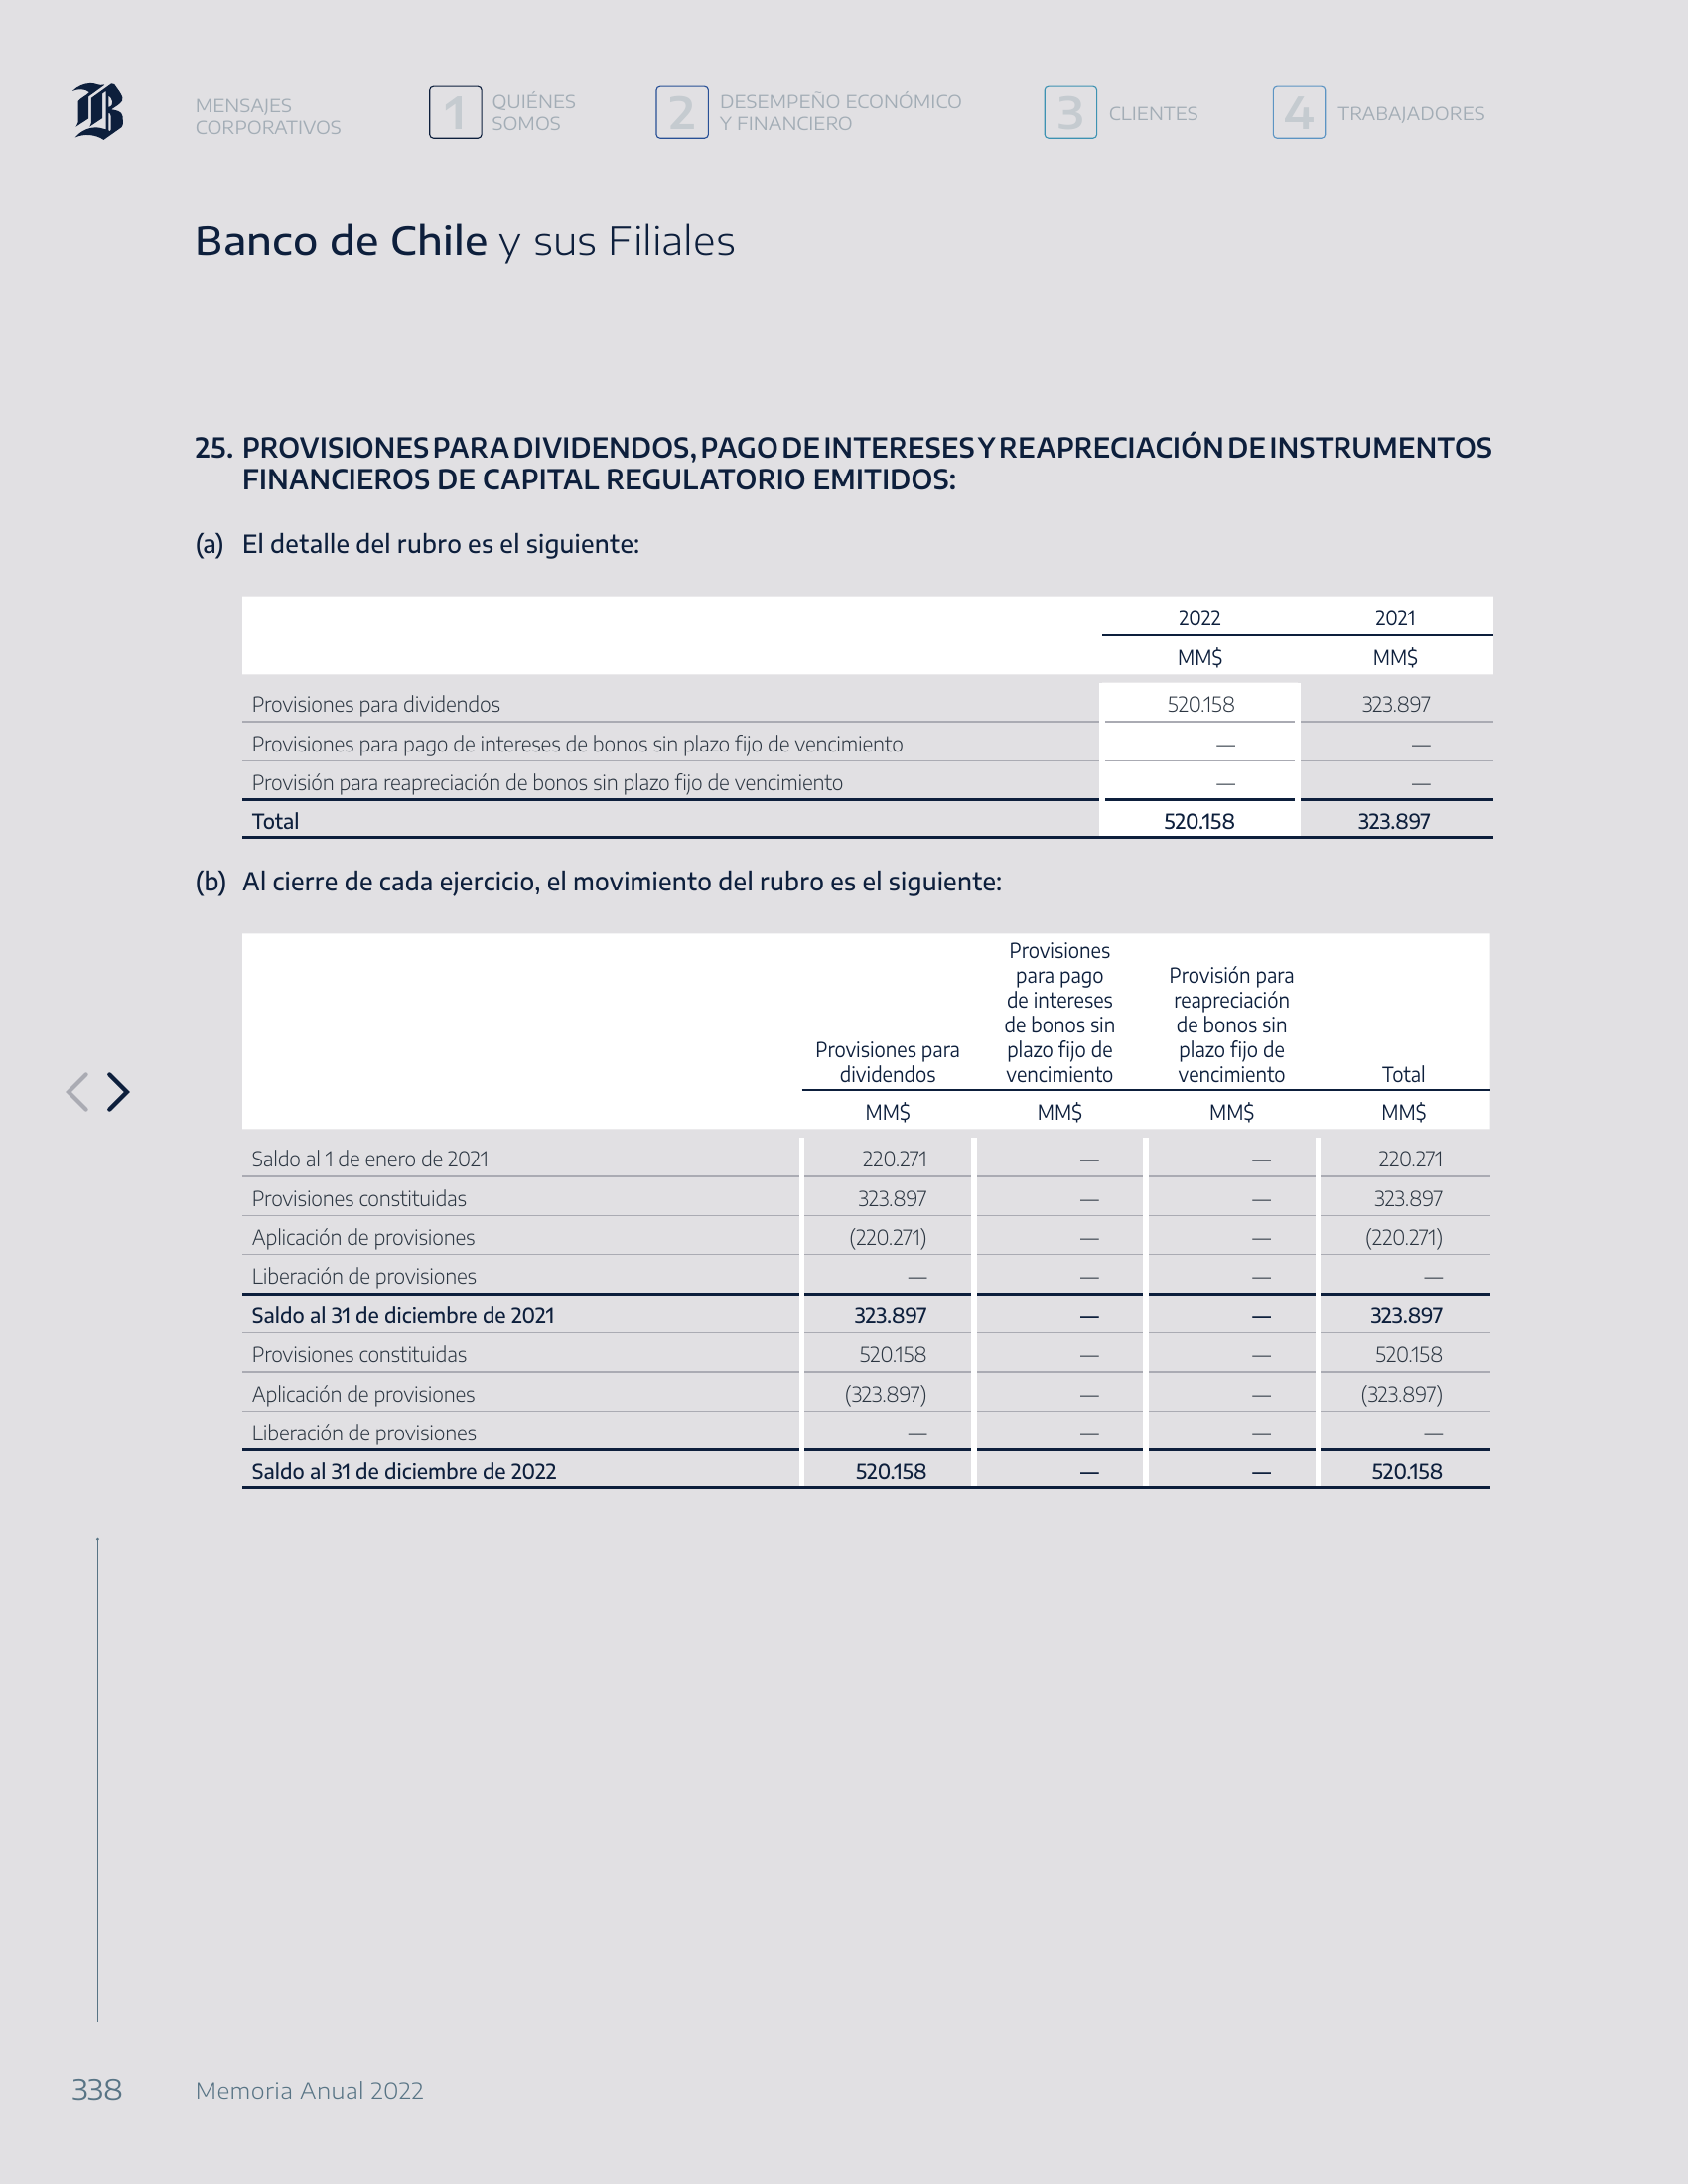 B
MENSAJES
CORPORATIVOS
1
QUIÉNES
SOMOS
2
DESEMPEÑO ECONÓMICO
Y FINANCIERO
3
CLIENTES
4
TRABAJADORES
Banco de Chile y sus Filiales
25. PROVISIONES PARA DIVIDENDOS, PAGO DE INTERESES Y REAPRECIACIÓN DE INSTRUMENTOS
FINANCIEROS DE CAPITAL REGULATORIO EMITIDOS:
(a) El detalle del rubro es el siguiente:
2022 2021
MM$ MM$
Provisiones para dividendos 520.158 323.897
Provisiones para pago de intereses de bonos sin plazo fijo de vencimiento — —
Provisión para reapreciación de bonos sin plazo fijo de vencimiento — —
Total 520.158 323.897
(b) Al cierre de cada ejercicio, el movimiento del rubro es el siguiente:
Provisiones para
dividendos
Provisiones
para pago
de intereses
de bonos sin
plazo fijo de
vencimiento
Provisión para
reapreciación
de bonos sin
plazo fijo de
vencimiento
Total
MM$ MM$ MM$ MM$
Saldo al 1 de enero de 2021 220.271 — — 220.271
Provisiones constituidas 323.897 — — 323.897
Aplicación de provisiones (220.271) — — (220.271)
Liberación de provisiones — — — —
Saldo al 31 de diciembre de 2021 323.897 — — 323.897
Provisiones constituidas 520.158 — — 520.158
Aplicación de provisiones (323.897) — — (323.897)
Liberación de provisiones — — — —
Saldo al 31 de diciembre de 2022 520.158 — — 520.158
338 Memoria Anual 2022